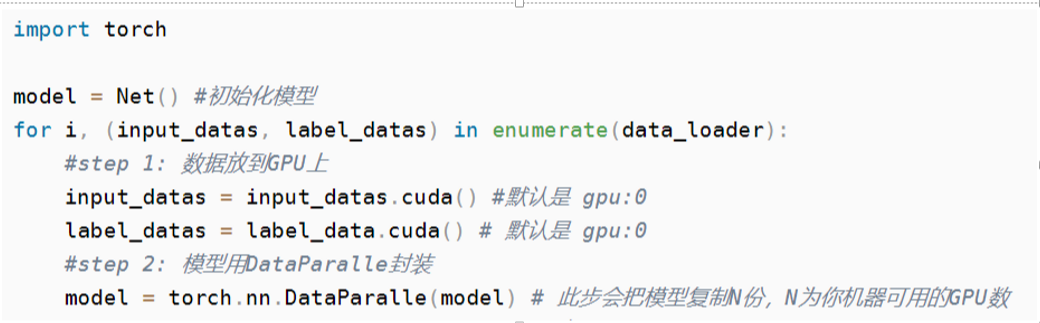 import torch
model = Net() #初始化模型
for i, (input_datas, label_datas) in enumerate(data_loader):
#step 1: 数据放到GPU上
input_datas = input_datas.cuda() #默认是 gpu:0
label_datas = label_data.cuda() # 默认是 gpu:0
#step 2: 模型用DataParalle封装
model = torch.nn.DataParalle(model) # 此步会把模型复制N份，N为你机器可用的GPU数